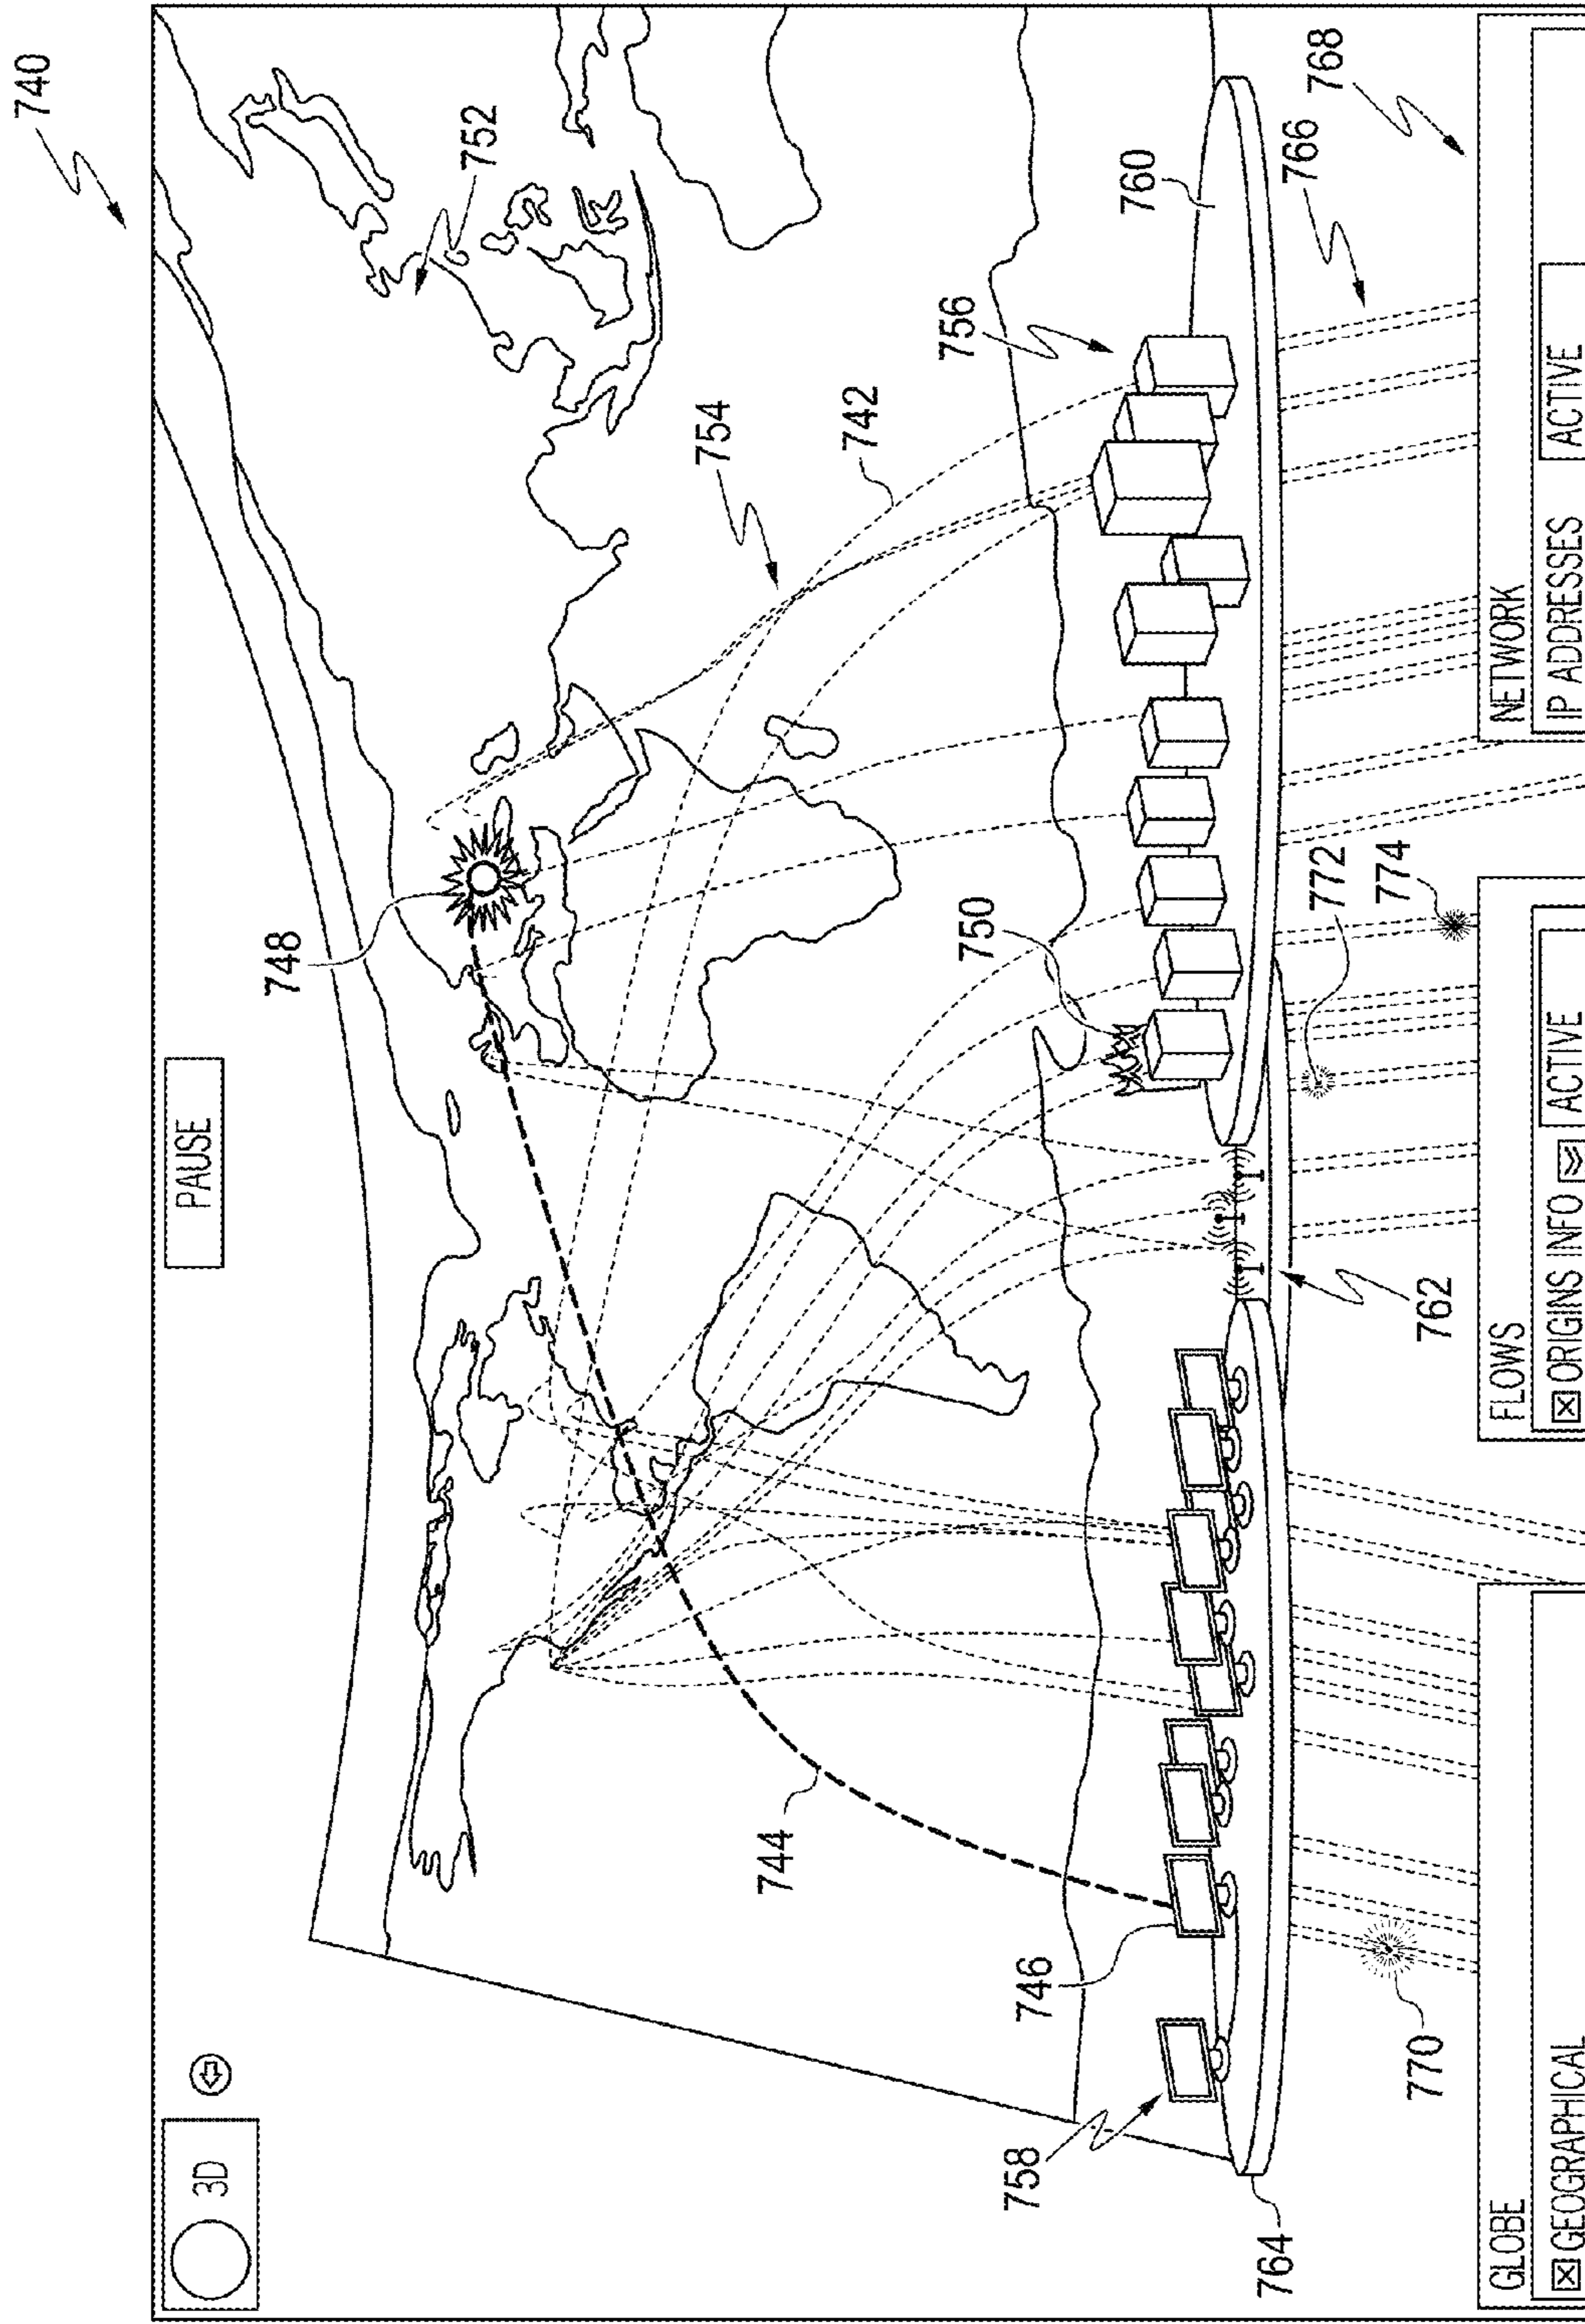 740
3D
PAUSE
748
752
754
742
744
746
750
756
758
760
762
764
766
768
770
772
774
GLOBE
☒ GEOGRAPHICAL
FLOWS
☒ ORIGINS INFO
ACTIVE
NETWORK
IP ADDRESSES
ACTIVE